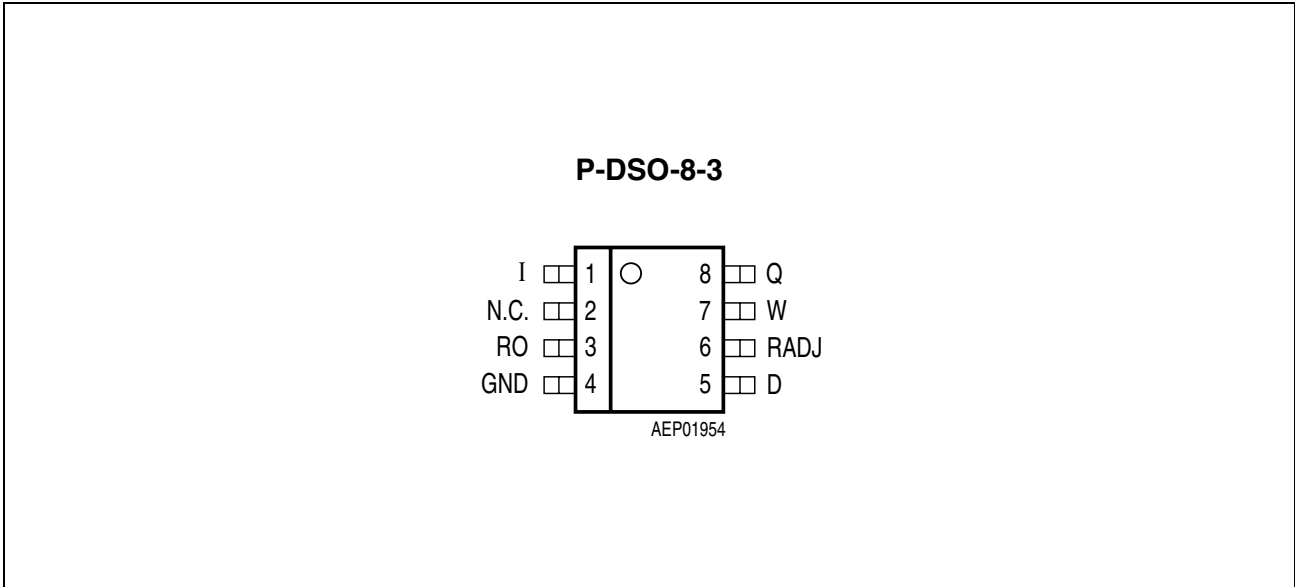 P-DSO-8-3
I 1 8 Q
N.C. 2 7 W
RO 3 6 RADJ
GND 4 5 D
AEP01954